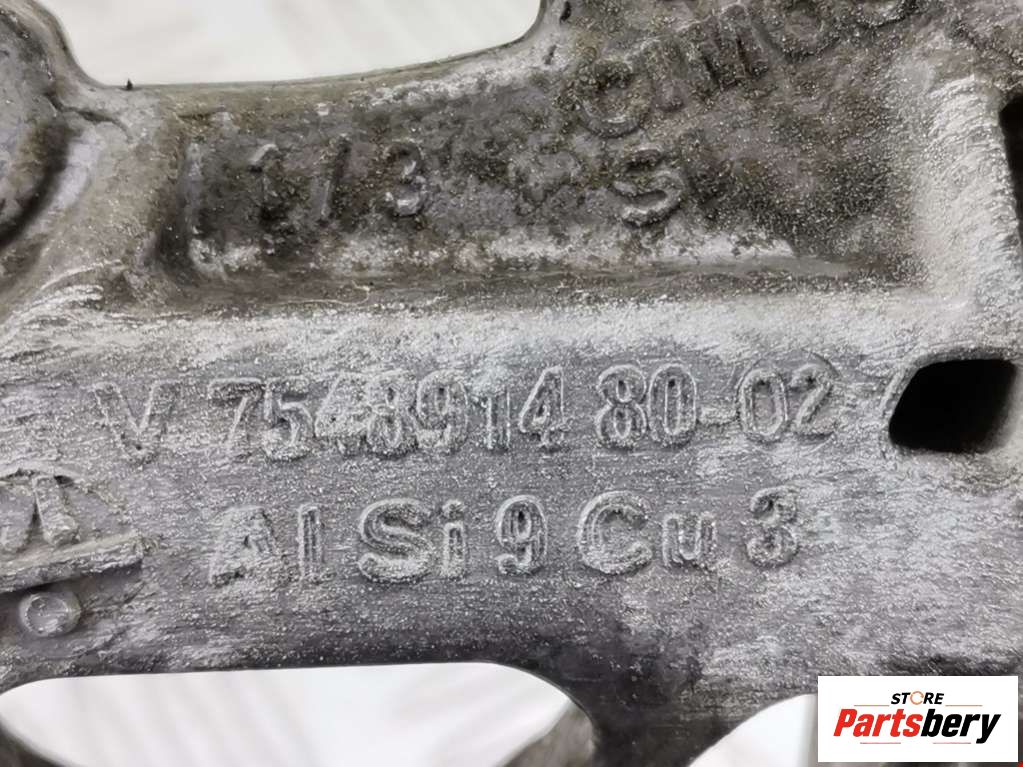 1/3 S
V 7548914 80-02
AlSi9Cu3
STORE
Partsbery